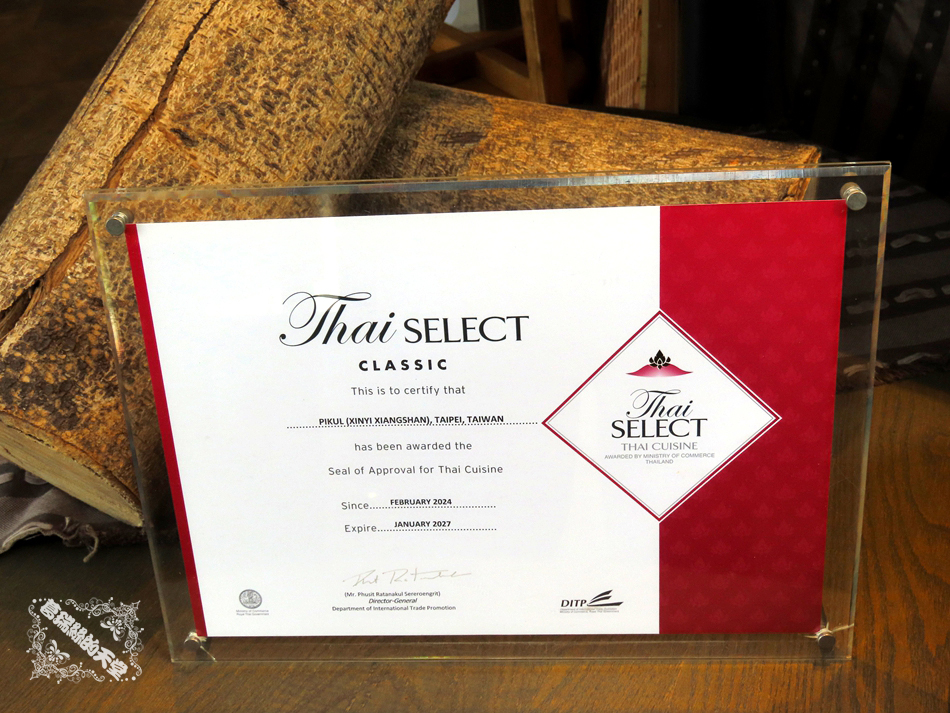 Thai SELECT
CLASSIC
This is to certify that
PIKUL (XINYI XIANGSHAN), TAIPEI, TAIWAN
has been awarded the
Seal of Approval for Thai Cuisine
Since FEBRUARY 2024
Expire JANUARY 2027
(Mr. Phusit Ratanakul Sereroengrit)
Director-General
Department of International Trade Promotion
DITP
Thai
SELECT
THAI CUISINE
AWARDED BY MINISTRY OF COMMERCE
THAILAND